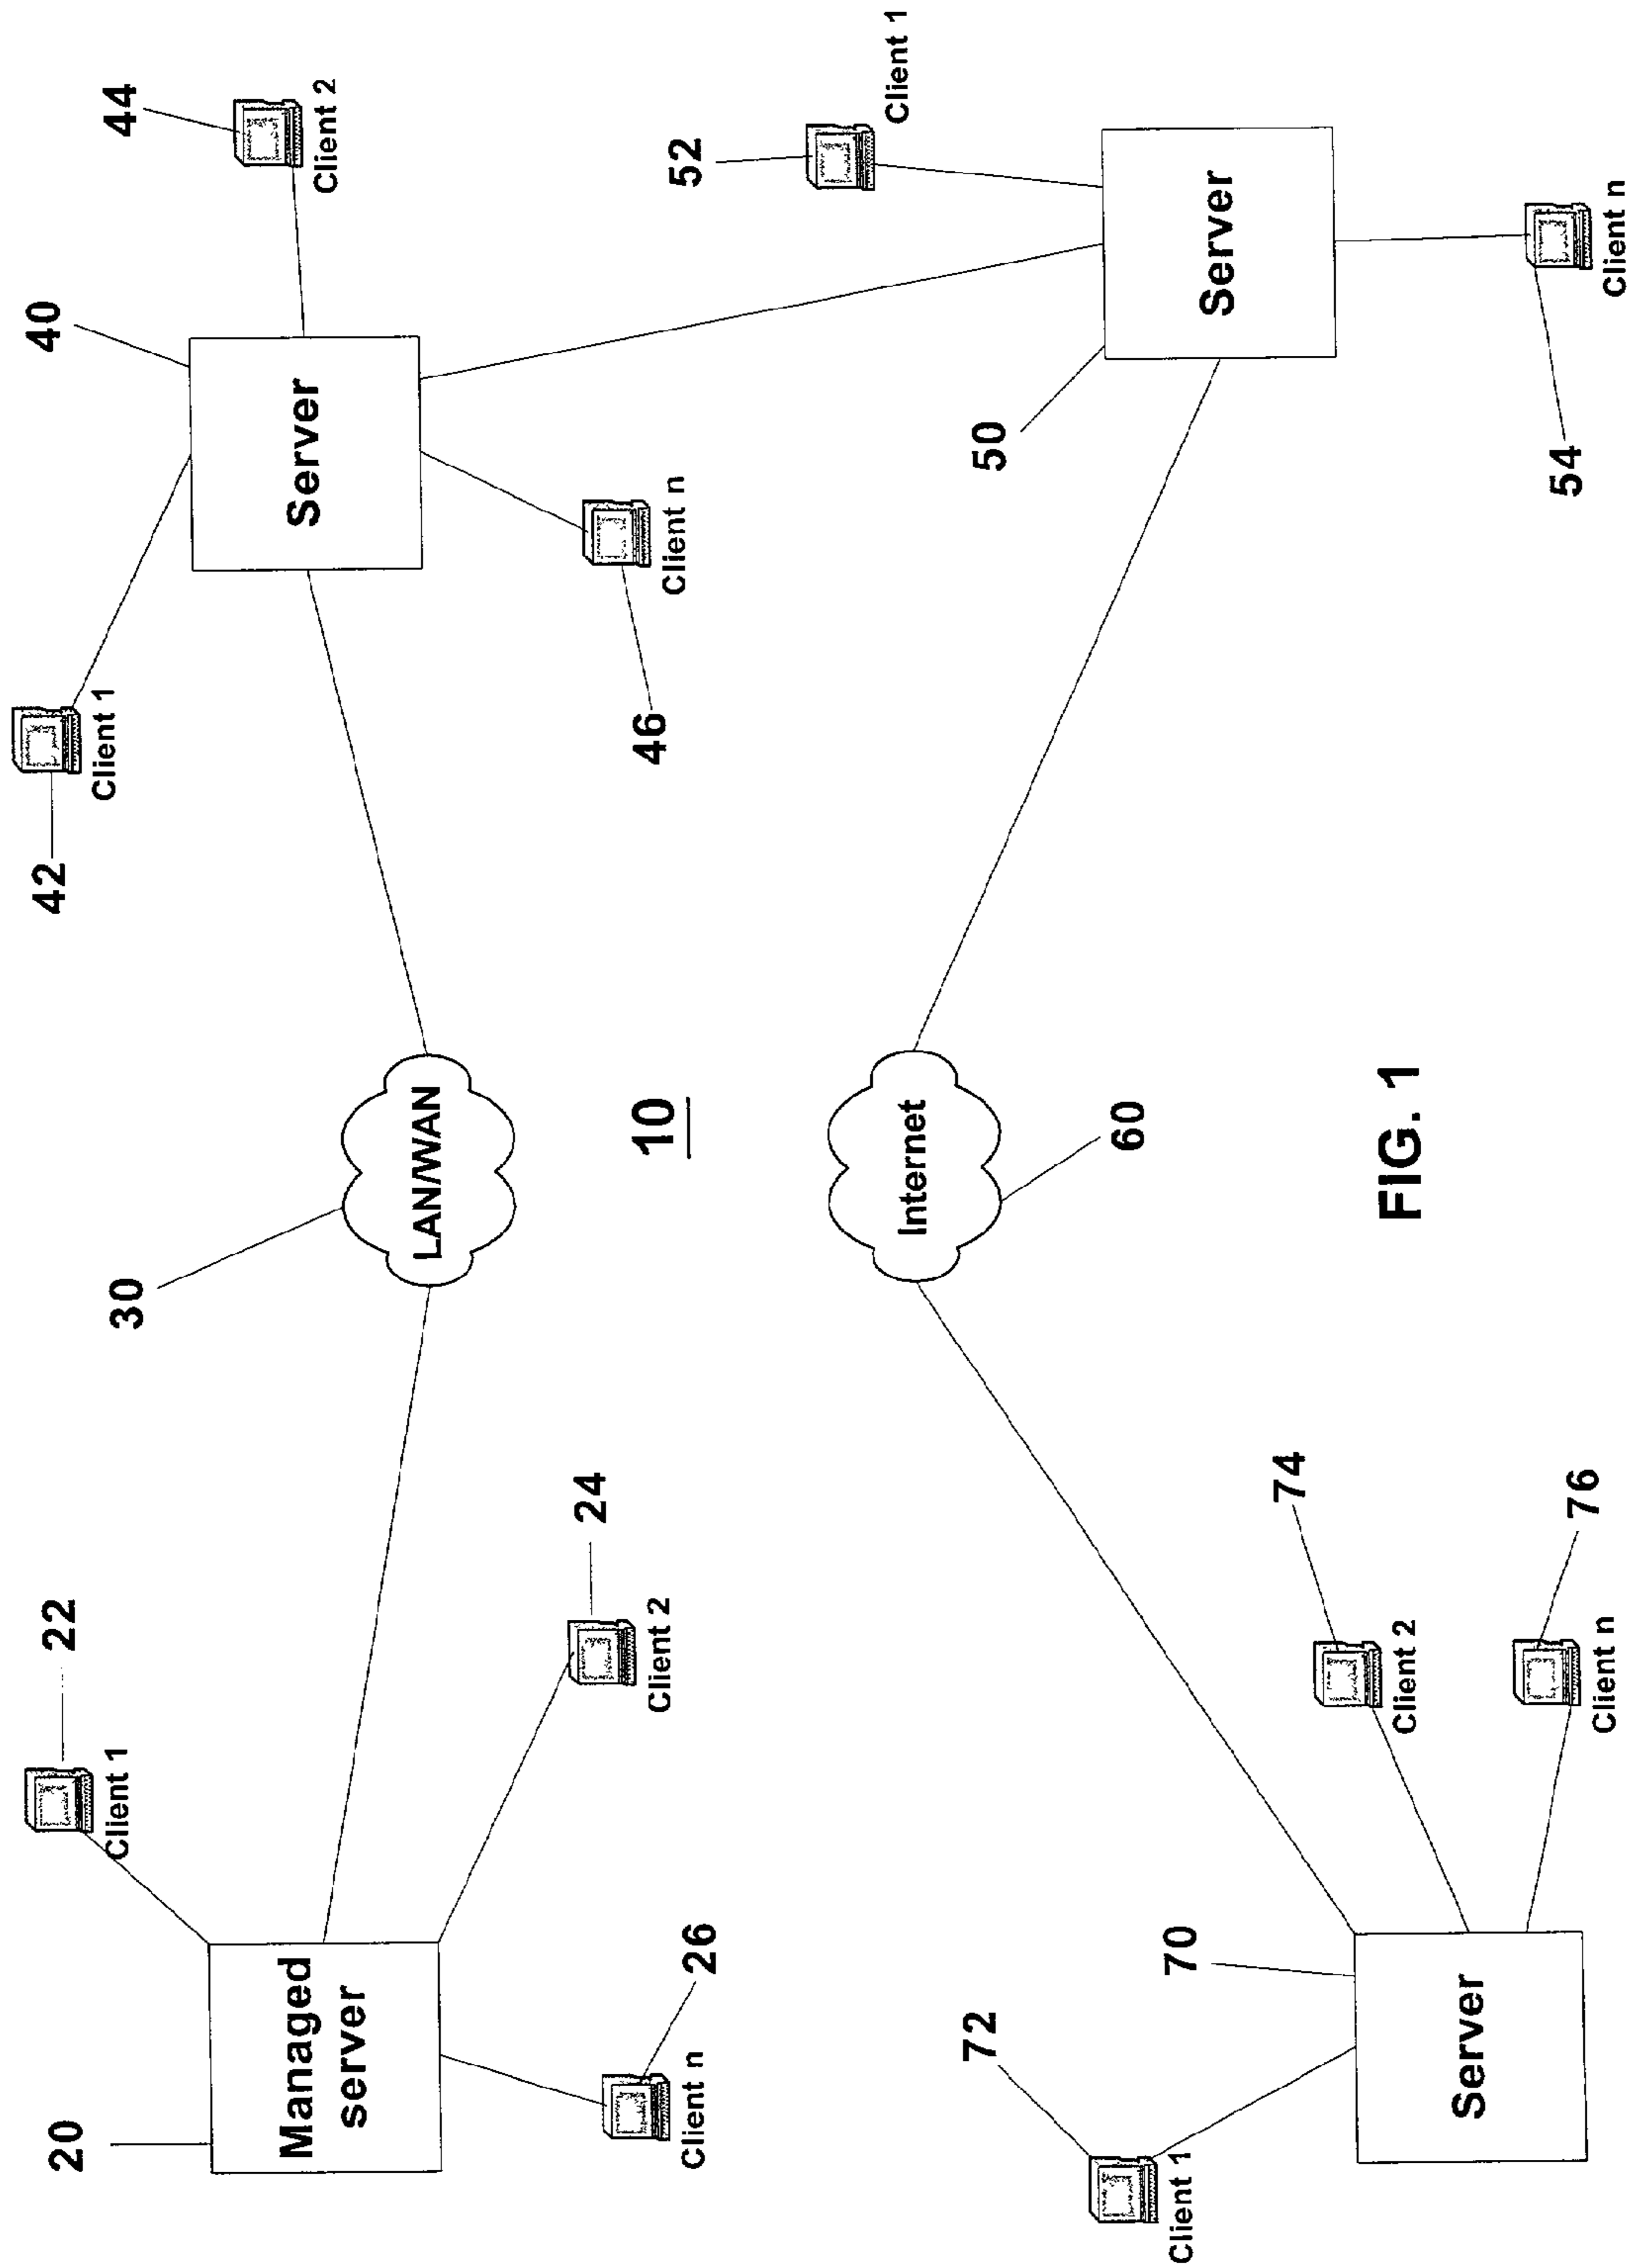 20
Managed
server
22
Client 1
24
Client 2
26
Client n
30
LAN/WAN
10
40
Server
42
Client 1
44
Client 2
46
Client n
50
Server
52
Client 1
54
Client n
60
Internet
70
Server
72
Client 1
74
Client 2
76
Client n
FIG. 1